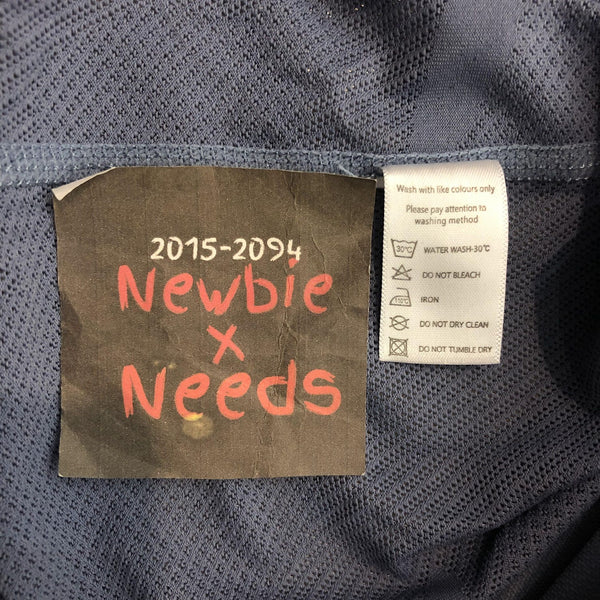 2015-2094
Newbie
x
Needs
Wash with like colours only
Please pay attention to
washing method
30°C WATER WASH-30°C
DO NOT BLEACH
110°C IRON
DO NOT DRY CLEAN
DO NOT TUMBLE DRY